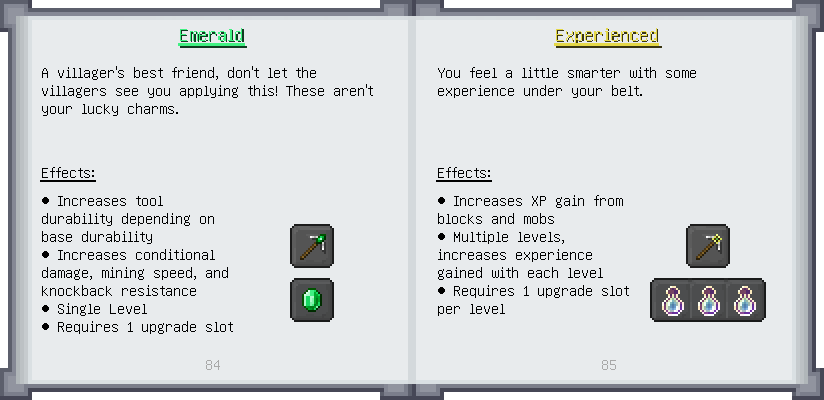 Emerald
A villager's best friend, don't let the
villagers see you applying this! These aren't
your lucky charms.
Effects:
• Increases tool
durability depending on
base durability
• Increases conditional
damage, mining speed, and
knockback resistance
• Single Level
• Requires 1 upgrade slot
84
Experienced
You feel a little smarter with some
experience under your belt.
Effects:
• Increases XP gain from
blocks and mobs
• Multiple levels,
increases experience
gained with each level
• Requires 1 upgrade slot
per level
85